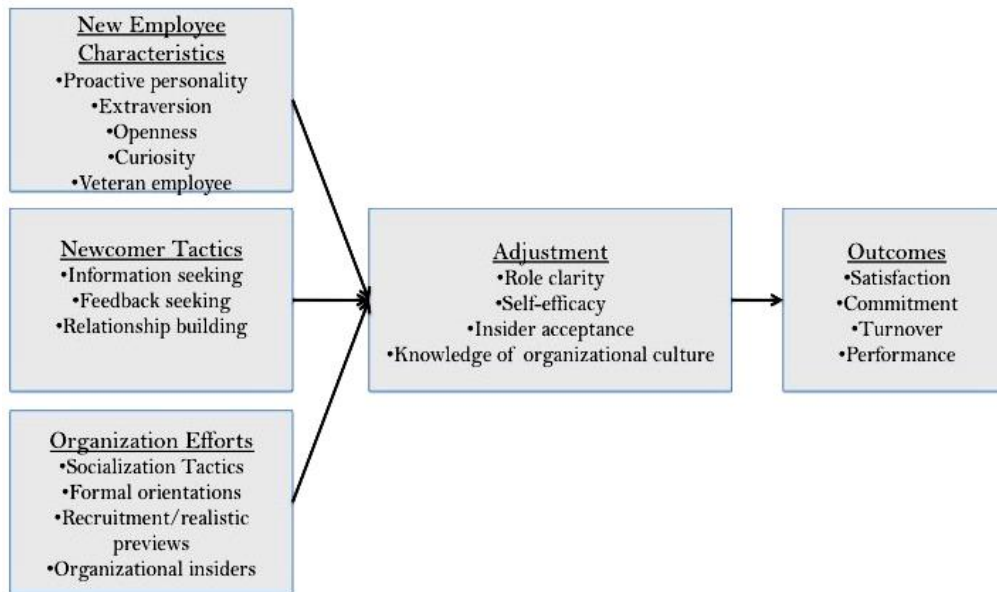 New Employee
Characteristics
•Proactive personality
•Extraversion
•Openness
•Curiosity
•Veteran employee
Newcomer Tactics
•Information seeking
•Feedback seeking
•Relationship building
Organization Efforts
•Socialization Tactics
•Formal orientations
•Recruitment/realistic
previews
•Organizational insiders
Adjustment
•Role clarity
•Self-efficacy
•Insider acceptance
•Knowledge of organizational culture
Outcomes
•Satisfaction
•Commitment
•Turnover
•Performance